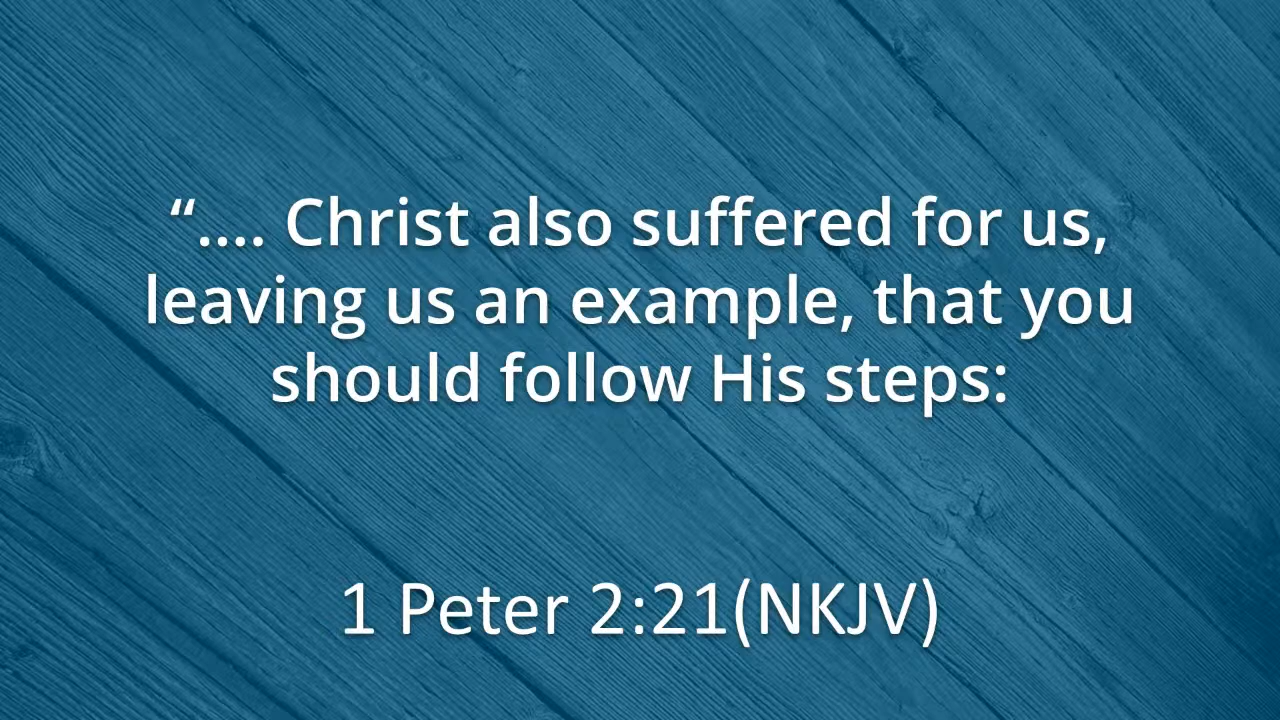 “.... Christ also suffered for us,
leaving us an example, that you
should follow His steps:
1 Peter 2:21(NKJV)